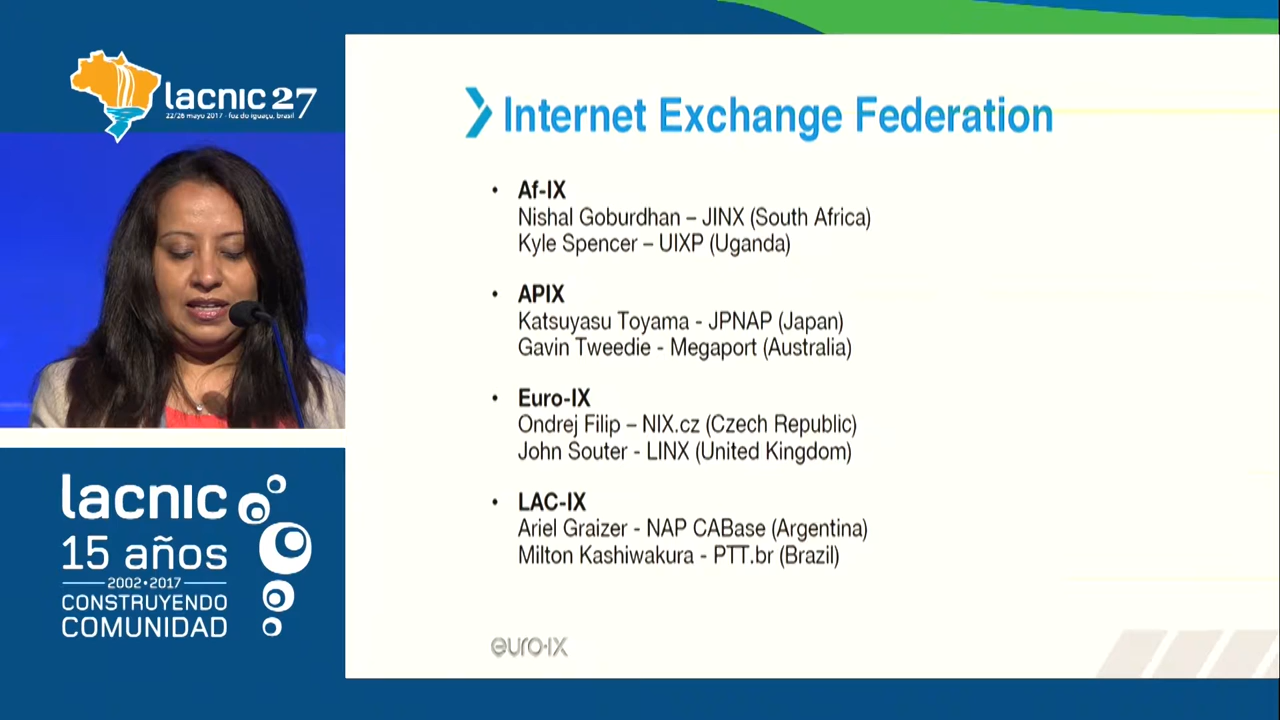 lacnic 27
22/26 mayo 2017 - foz do iguaçu, brasil
lacnic
15 años
2002•2017
CONSTRUYENDO
COMUNIDAD
Internet Exchange Federation
• Af-IX
Nishal Goburdhan – JINX (South Africa)
Kyle Spencer – UIXP (Uganda)
• APIX
Katsuyasu Toyama - JPNAP (Japan)
Gavin Tweedie - Megaport (Australia)
• Euro-IX
Ondrej Filip – NIX.cz (Czech Republic)
John Souter - LINX (United Kingdom)
• LAC-IX
Ariel Graizer - NAP CABase (Argentina)
Milton Kashiwakura - PTT.br (Brazil)
euro-IX